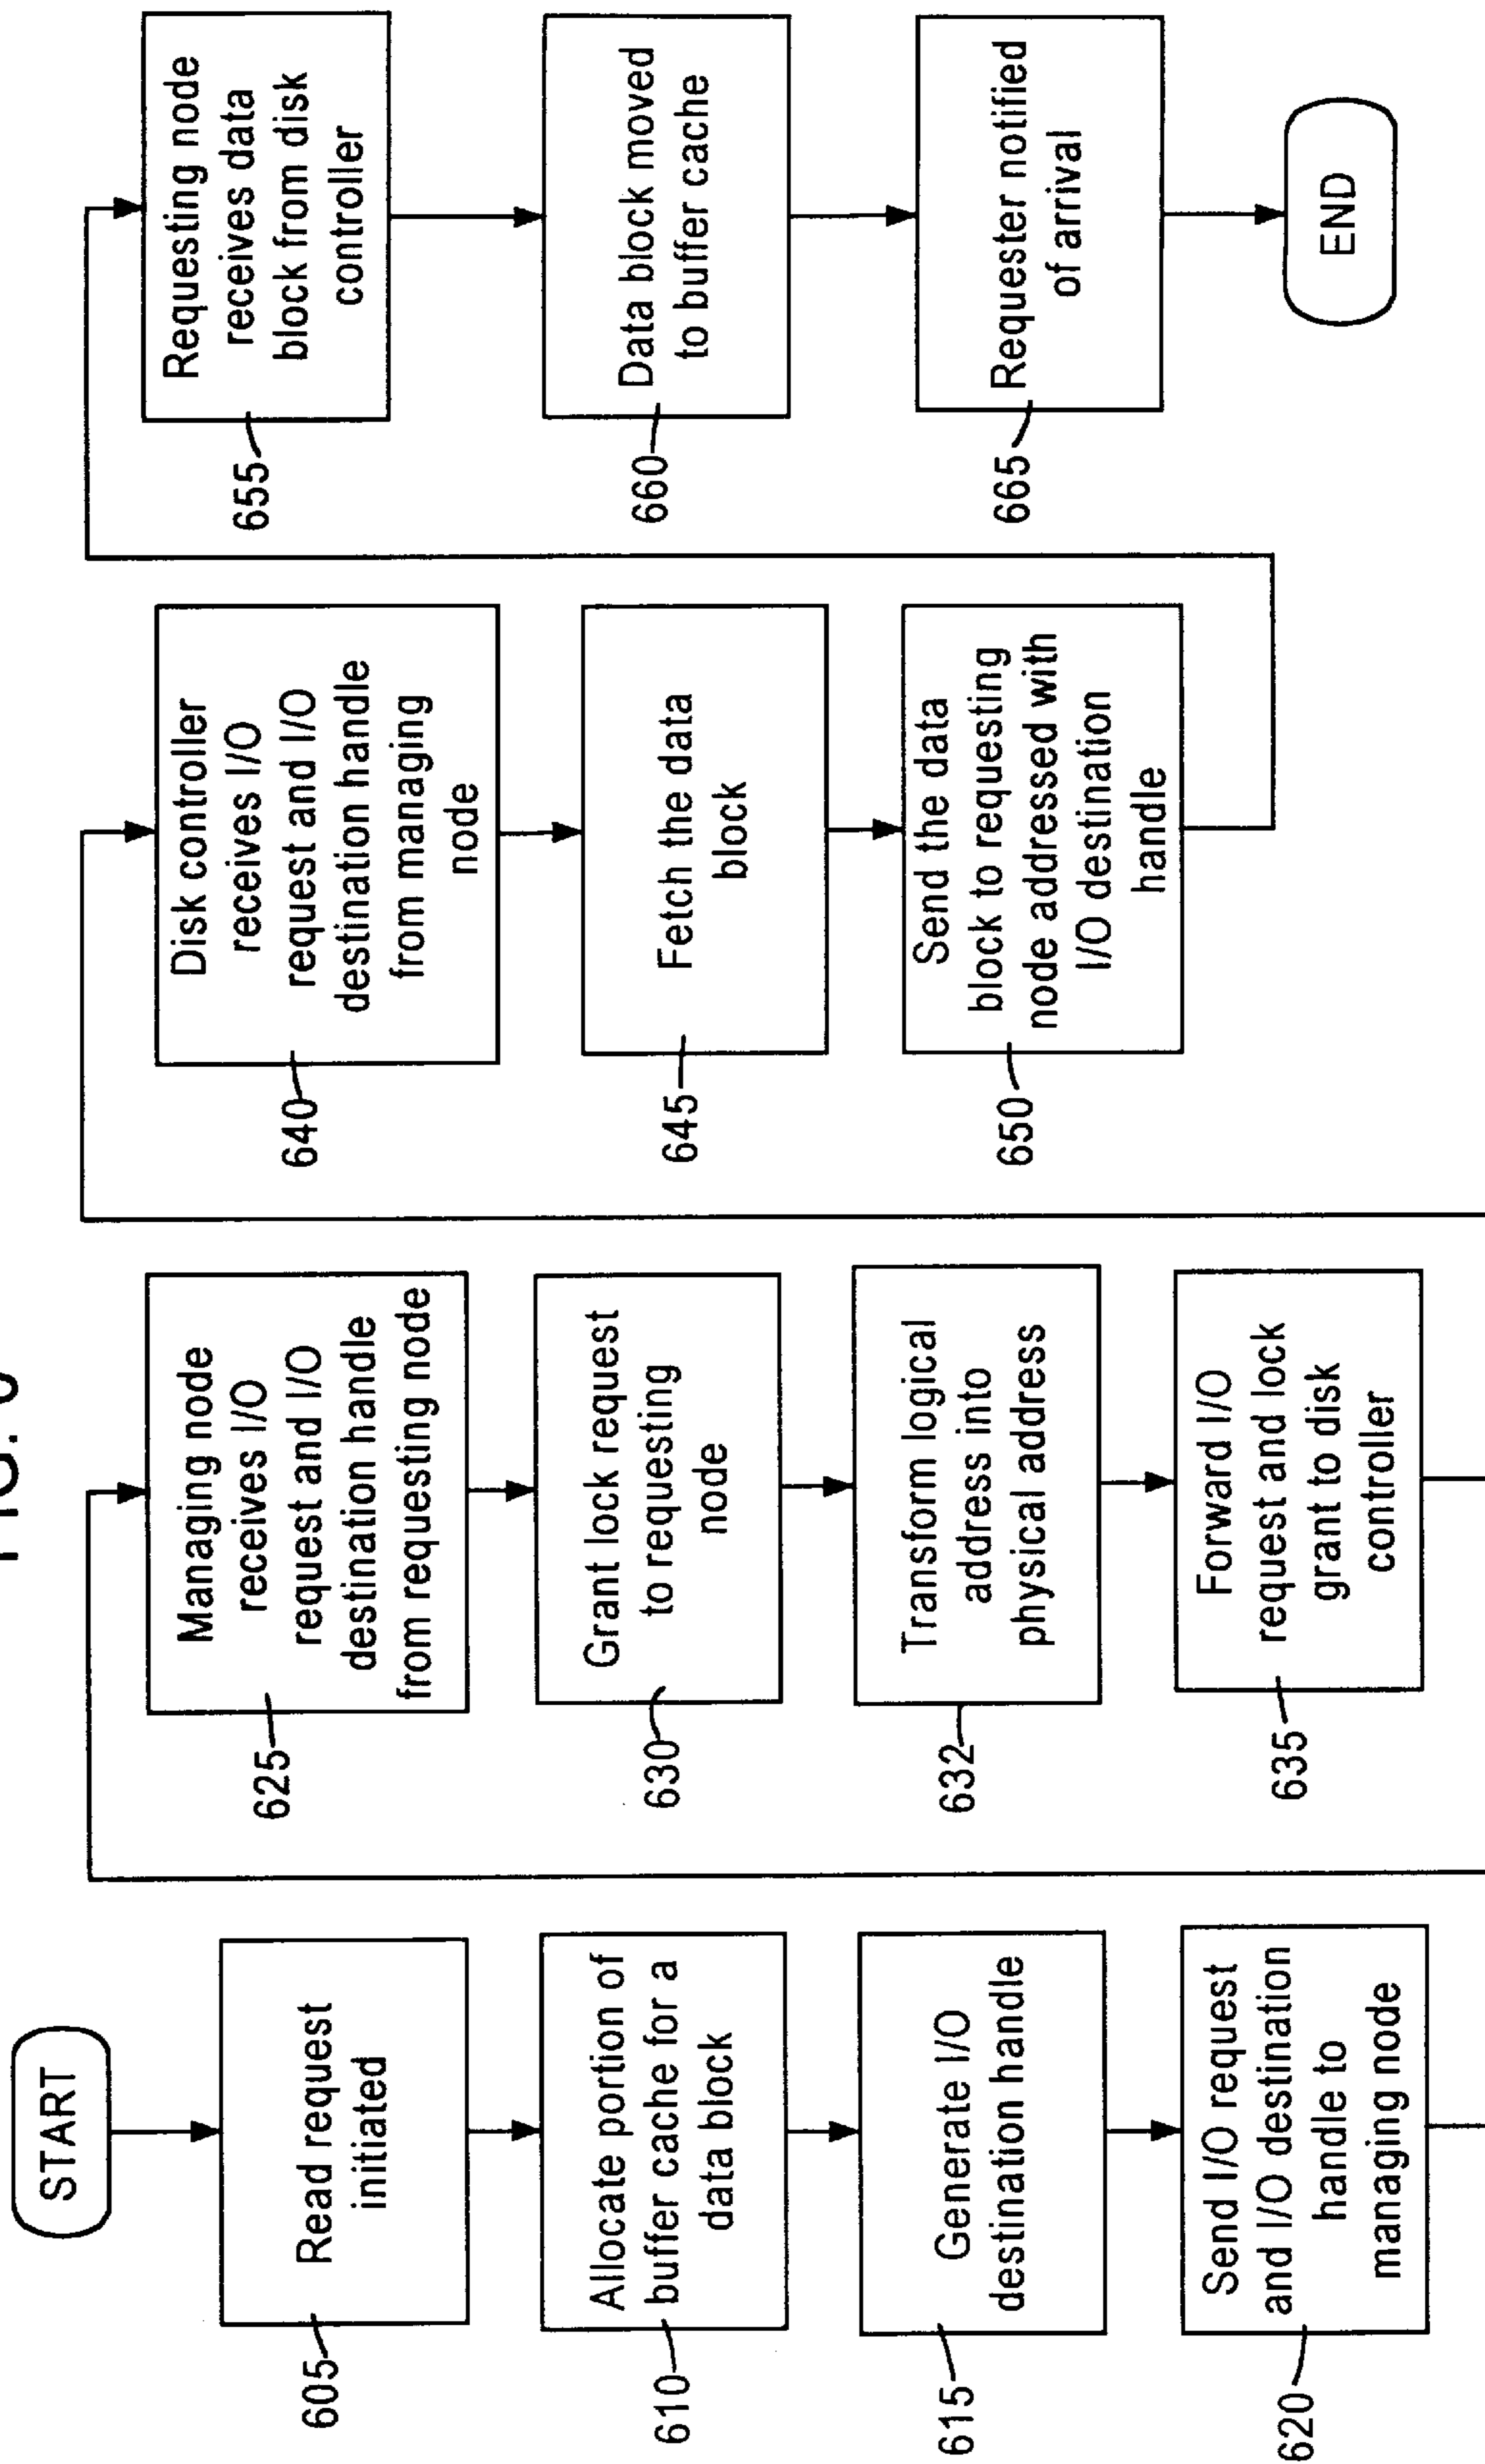 START
Read request
initiated
605
Allocate portion of
buffer cache for a
data block
610
Generate I/O
destination handle
615
Send I/O request
and I/O destination
handle to
managing node
620
Managing node
receives I/O
request and I/O
destination handle
from requesting node
625
Grant lock request
to requesting
node
630
Transform logical
address into
physical address
632
Forward I/O
request and lock
grant to disk
controller
635
Disk controller
receives I/O
request and I/O
destination handle
from managing
node
640
Fetch the data
block
645
Send the data
block to requesting
node addressed with
I/O destination
handle
650
Requesting node
receives data
block from disk
controller
655
Data block moved
to buffer cache
660
Requester notified
of arrival
665
END